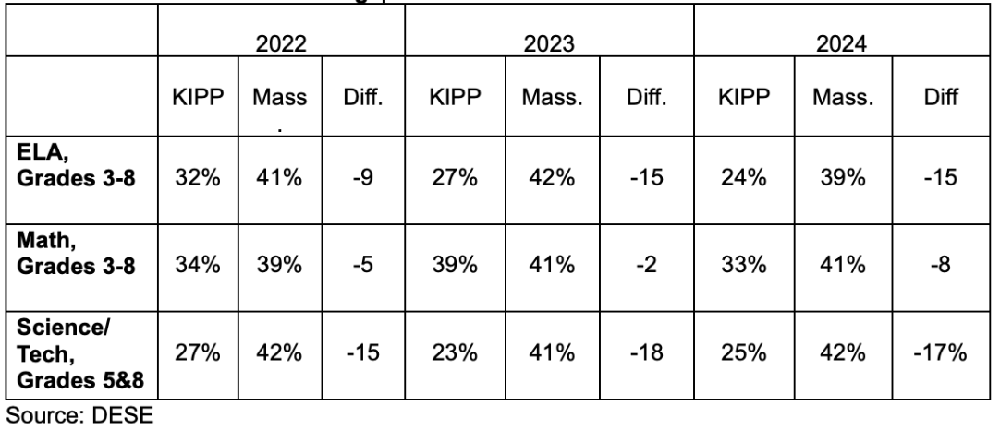 2022 2023 2024
KIPP Mass Diff. KIPP Mass. Diff. KIPP Mass. Diff
.
ELA,
Grades 3-8 32% 41% -9 27% 42% -15 24% 39% -15
Math,
Grades 3-8 34% 39% -5 39% 41% -2 33% 41% -8
Science/
Tech, 27% 42% -15 23% 41% -18 25% 42% -17%
Grades 5&8
Source: DESE